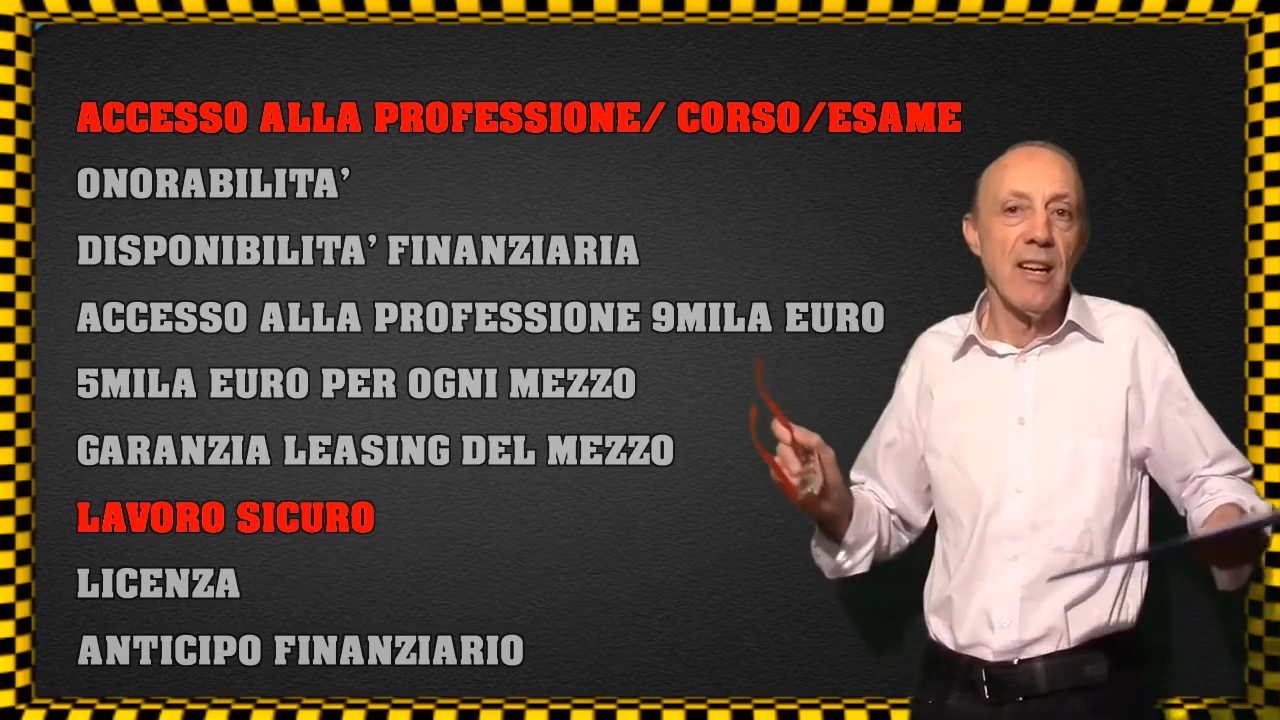 ACCESSO ALLA PROFESSIONE/ CORSO/ESAME
ONORABILITA'
DISPONIBILITA' FINANZIARIA
ACCESSO ALLA PROFESSIONE 9MILA EURO
5MILA EURO PER OGNI MEZZO
GARANZIA LEASING DEL MEZZO
LAVORO SICURO
LICENZA
ANTICIPO FINANZIARIO